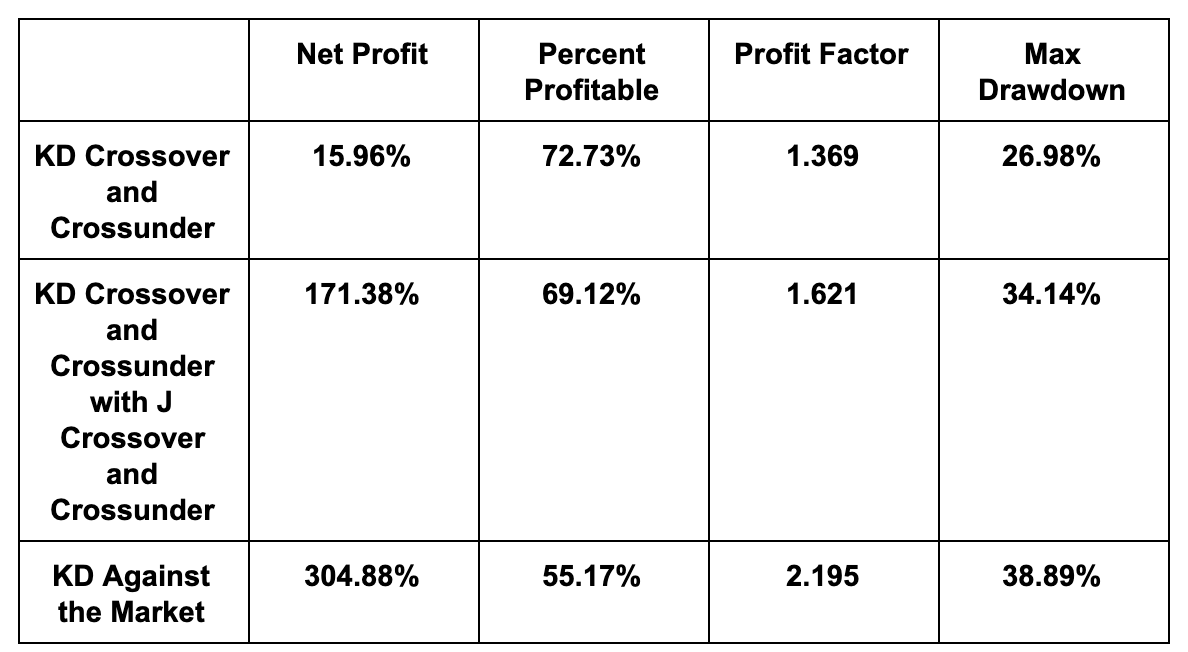 Net Profit
Percent
Profitable
Profit Factor
Max
Drawdown
KD Crossover
and
Crossunder
15.96%
72.73%
1.369
26.98%
KD Crossover
and
Crossunder
with J
Crossover
and
Crossunder
171.38%
69.12%
1.621
34.14%
KD Against
the Market
304.88%
55.17%
2.195
38.89%